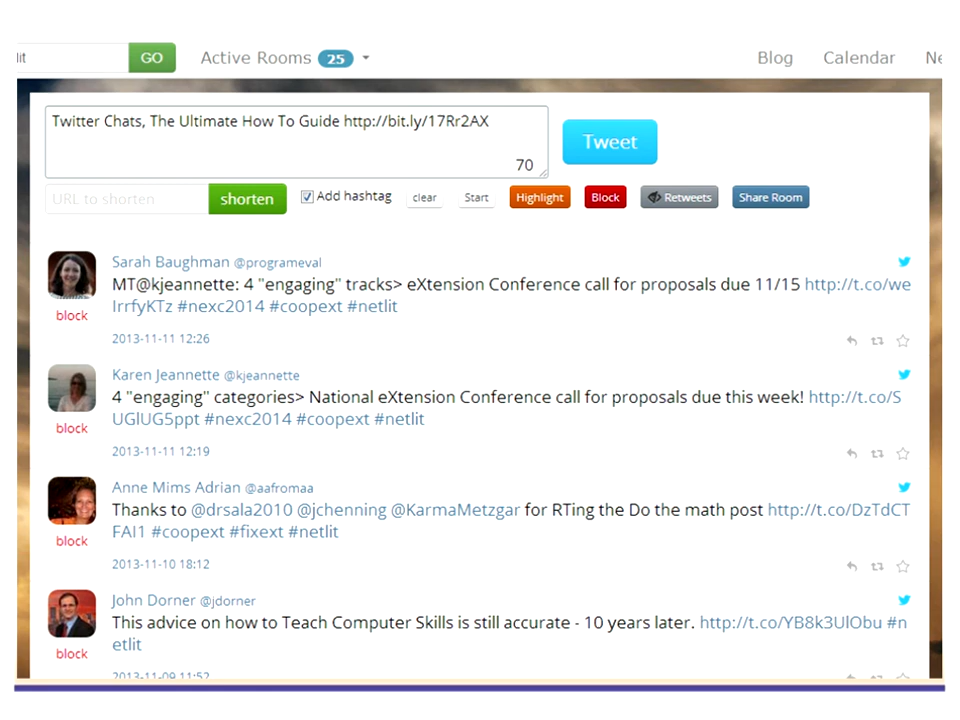 lit GO Active Rooms 25 Blog Calendar Ne
Twitter Chats, The Ultimate How To Guide http://bit.ly/17Rr2AX
70
Tweet
URL to shorten shorten Add hashtag clear Start Highlight Block Retweets Share Room
Sarah Baughman @programeval
MT@kjeannette: 4 "engaging" tracks> eXtension Conference call for proposals due 11/15 http://t.co/we
IrrfyKTz #nexc2014 #coopext #netlit
block
2013-11-11 12:26
Karen Jeannette @kjeannette
4 "engaging" categories> National eXtension Conference call for proposals due this week! http://t.co/S
UGlUG5ppt #nexc2014 #coopext #netlit
block
2013-11-11 12:19
Anne Mims Adrian @aafromaa
Thanks to @drsala2010 @jchenning @KarmaMetzgar for RTing the Do the math post http://t.co/DzTdCT
FAI1 #coopext #fixext #netlit
block
2013-11-10 18:12
John Dorner @jdorner
This advice on how to Teach Computer Skills is still accurate - 10 years later. http://t.co/YB8k3UlObu #n
etlit
block
2013-11-09 11:52